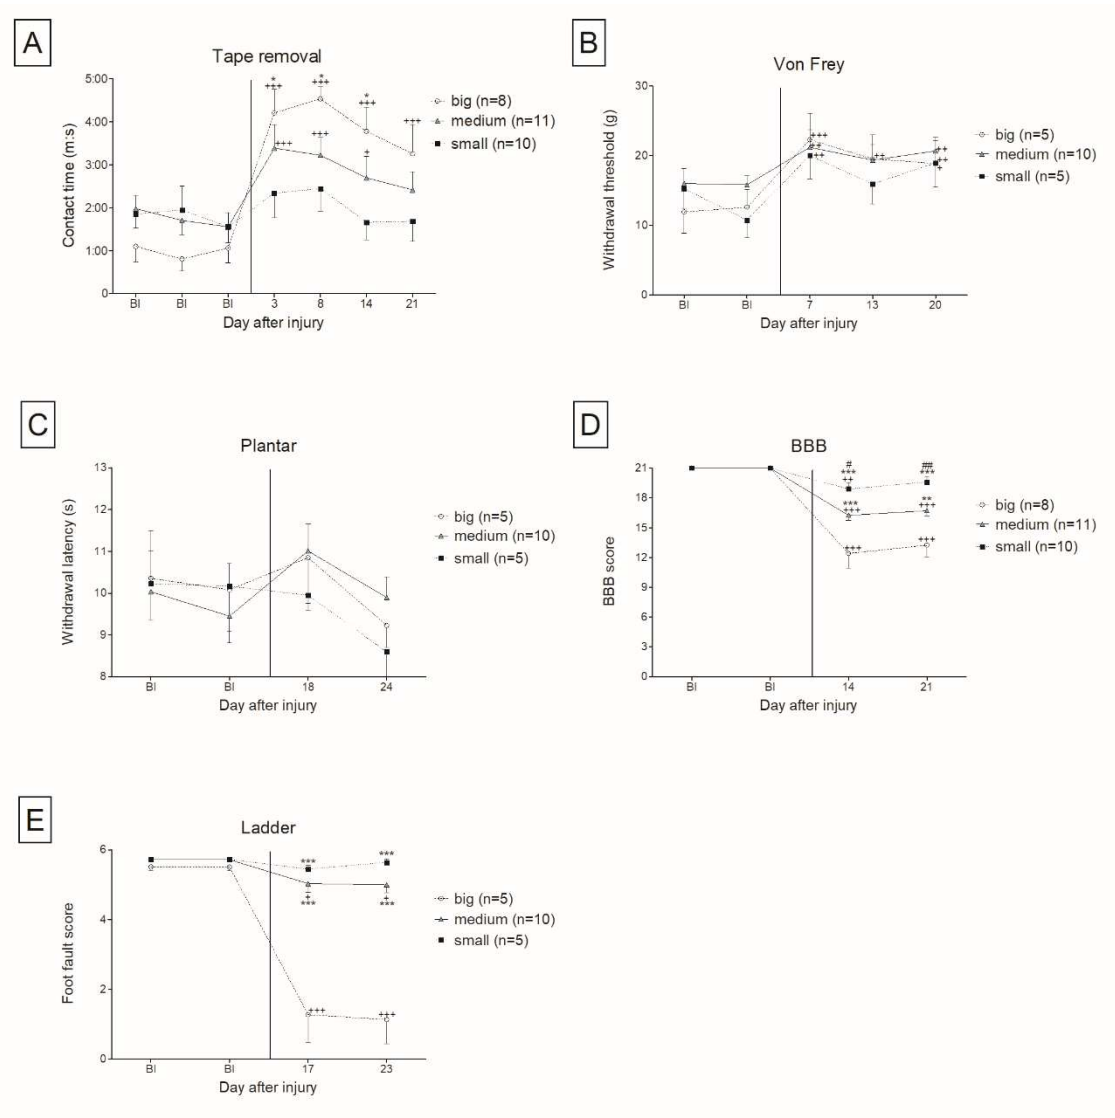 A
Tape removal
5:00
4:00
3:00
2:00
1:00
0
Contact time (m:s)
*
+++
*
+++
*
+++
+++
+++
+++
+
BI BI BI 3 8 14 21
Day after injury
big (n=8)
medium (n=11)
small (n=10)
B
Von Frey
30
20
10
0
Withdrawal threshold (g)
+++
++
++
++
++
++
+
BI BI 7 13 20
Day after injury
big (n=5)
medium (n=10)
small (n=5)
C
Plantar
13
12
11
10
9
8
Withdrawal latency (s)
BI BI 18 24
Day after injury
big (n=5)
medium (n=10)
small (n=5)
D
BBB
21
18
15
12
9
6
3
0
BBB score
#
***
++
##
***
***
+++
**
+++
+++
+++
BI BI 14 21
Day after injury
big (n=8)
medium (n=11)
small (n=10)
E
Ladder
6
4
2
0
Foot fault score
***
***
+
***
+
***
+++
+++
BI BI 17 23
Day after injury
big (n=5)
medium (n=10)
small (n=5)